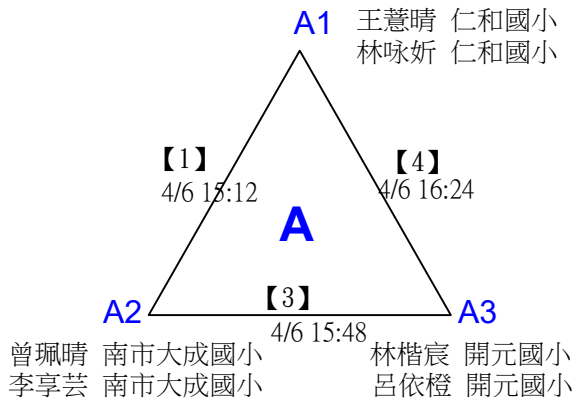 A1
王薏晴 仁和國小
林咏妡 仁和國小
【1】
4/6 15:12
【4】
4/6 16:24
A
【3】
4/6 15:48
A2
A3
曾珮晴 南市大成國小
李享芸 南市大成國小
林楷宸 開元國小
呂依橙 開元國小